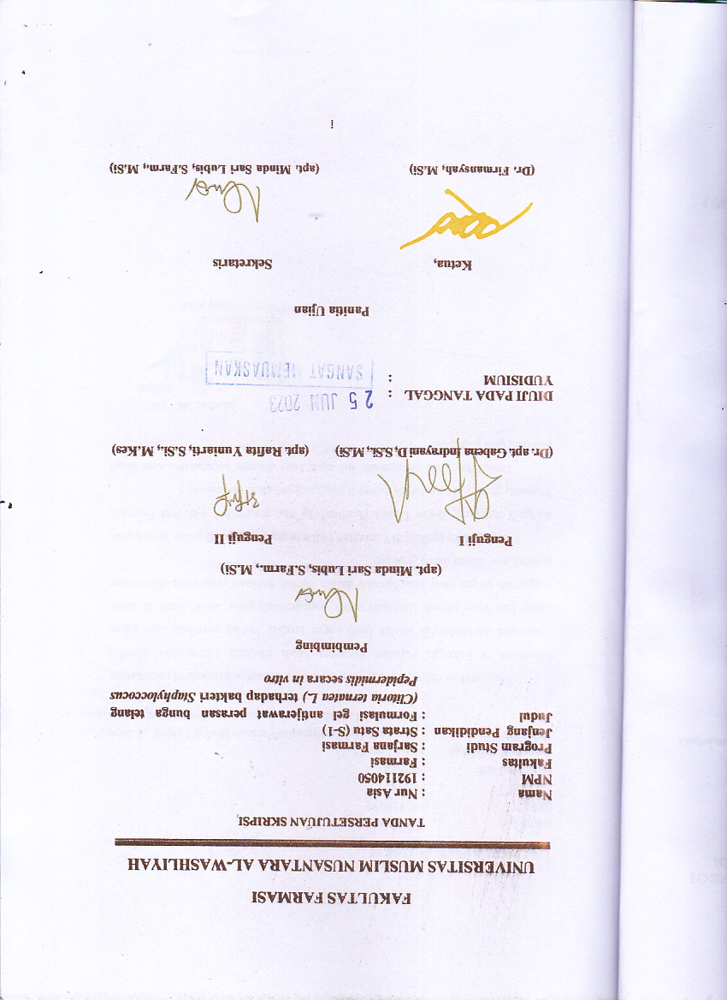 FAKULTAS FARMASI
UNIVERSITAS MUSLIM NUSANTARA AL-WASHLIYAH
TANDA PERSETUJUAN SKRIPSI
Nama : Nur Asia
NPM : 192114050
Fakultas : Farmasi
Program Studi : Sarjana Farmasi
Jenjang Pendidikan : Strata Satu (S-1)
Judul : Formulasi gel antijerawat perasan bunga telang
(Clitoria ternatea L.) terhadap bakteri Staphylococcus
Pepidermidis secara in vitro
Pembimbing
(apt. Minda Sari Lubis, S.Farm., M.Si)
Penguji I Penguji II
(Dr. apt. Gabena Indrayani D, S.Si., M.Si) (apt. Rafita Yuniarti, S.Si., M.Kes)
DIUJI PADA TANGGAL : 25 JUN 2023
YUDISIUM : SANGAT MEMUASKAN
Panitia Ujian
Ketua, Sekretaris
(Dr. Firmansyah, M.Si) (apt. Minda Sari Lubis, S.Farm., M.Si)
i